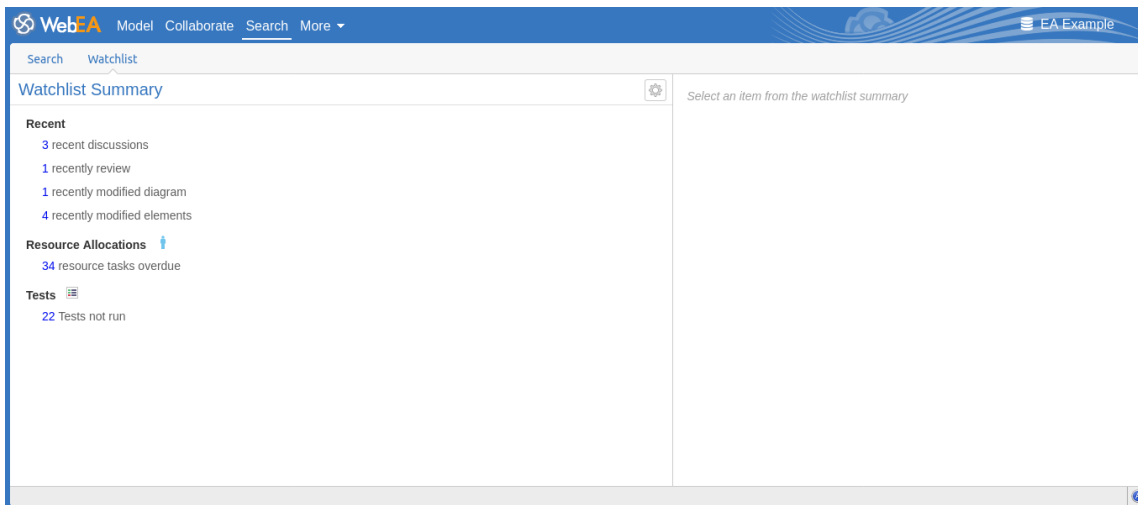 WebEA Model Collaborate Search More EA Example
Search Watchlist
Watchlist Summary
Select an item from the watchlist summary
Recent
3 recent discussions
1 recently review
1 recently modified diagram
4 recently modified elements
Resource Allocations
34 resource tasks overdue
Tests
22 Tests not run